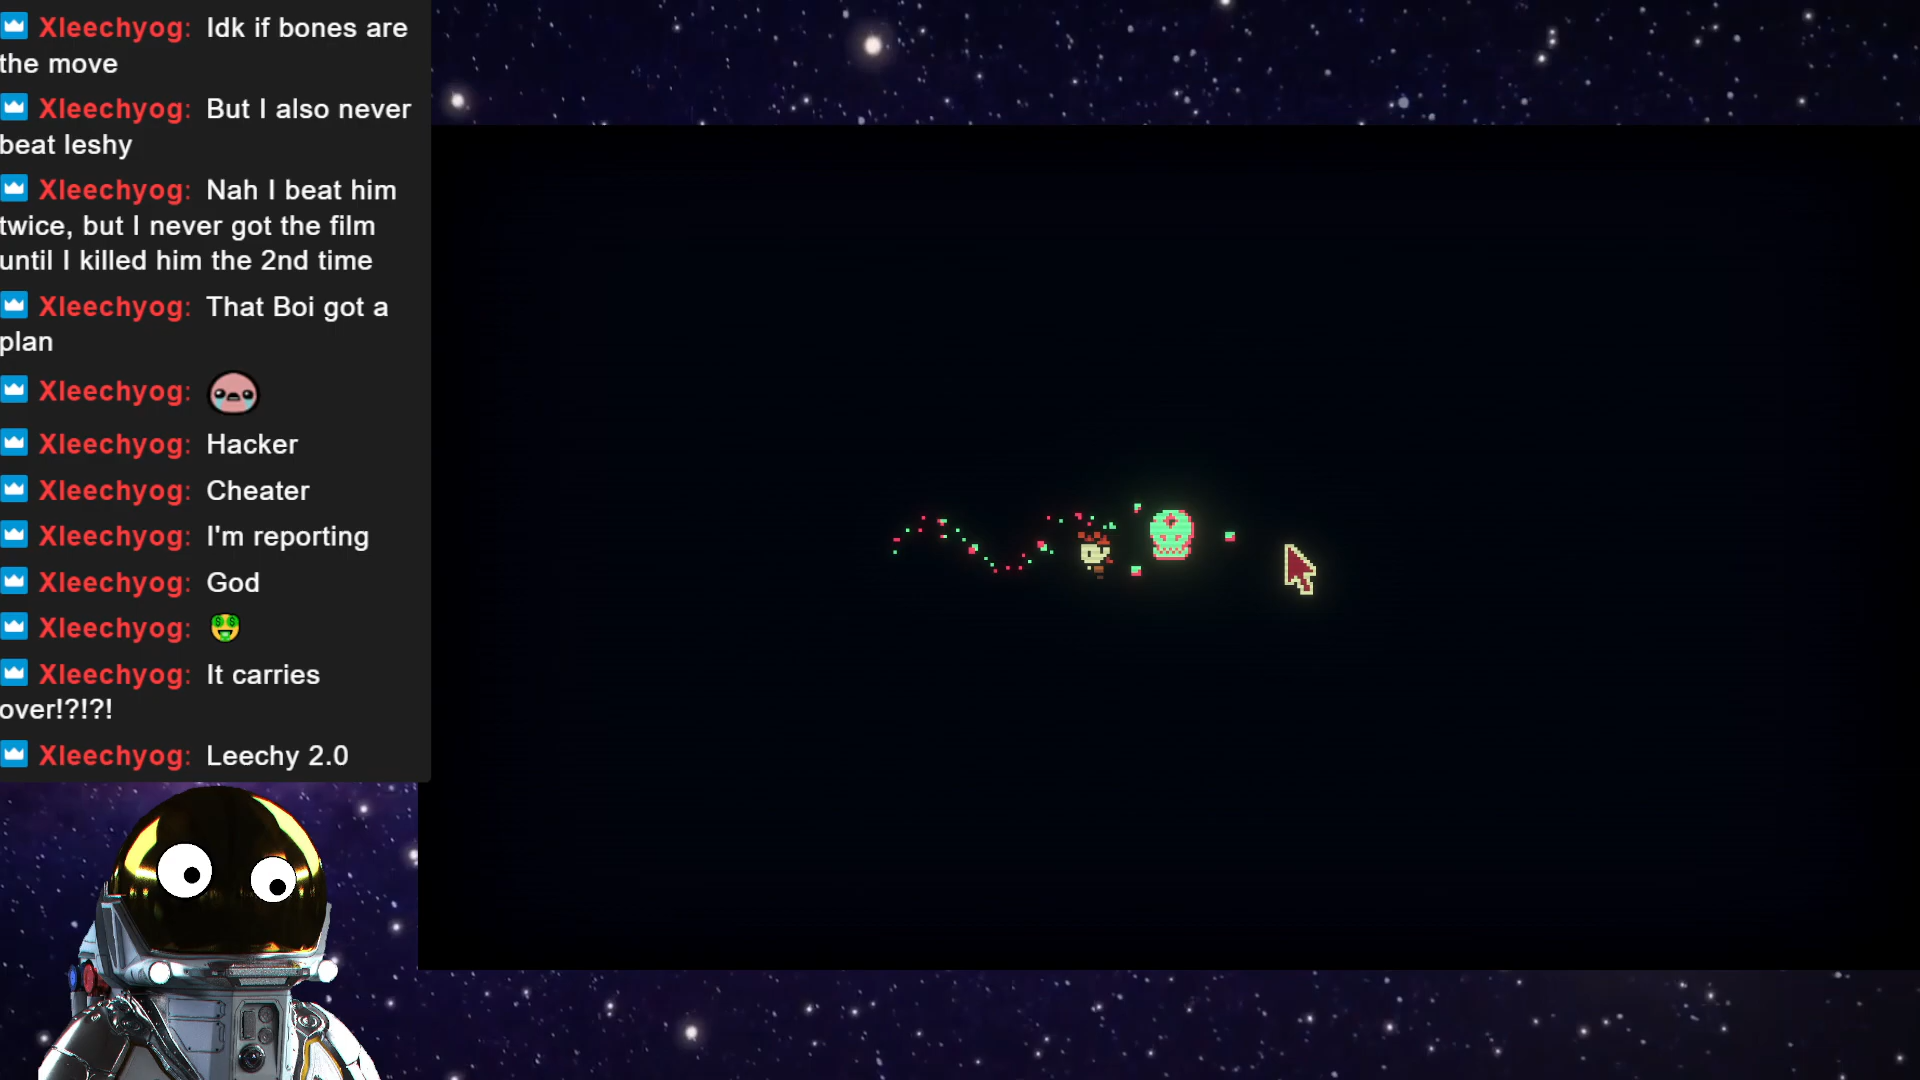 Xleechyog: Idk if bones are
the move
Xleechyog: But I also never
beat leshy
Xleechyog: Nah I beat him
twice, but I never got the film
until I killed him the 2nd time
Xleechyog: That Boi got a
plan
Xleechyog:
Xleechyog: Hacker
Xleechyog: Cheater
Xleechyog: I'm reporting
Xleechyog: God
Xleechyog: 🤑
Xleechyog: It carries
over!?!?!
Xleechyog: Leechy 2.0